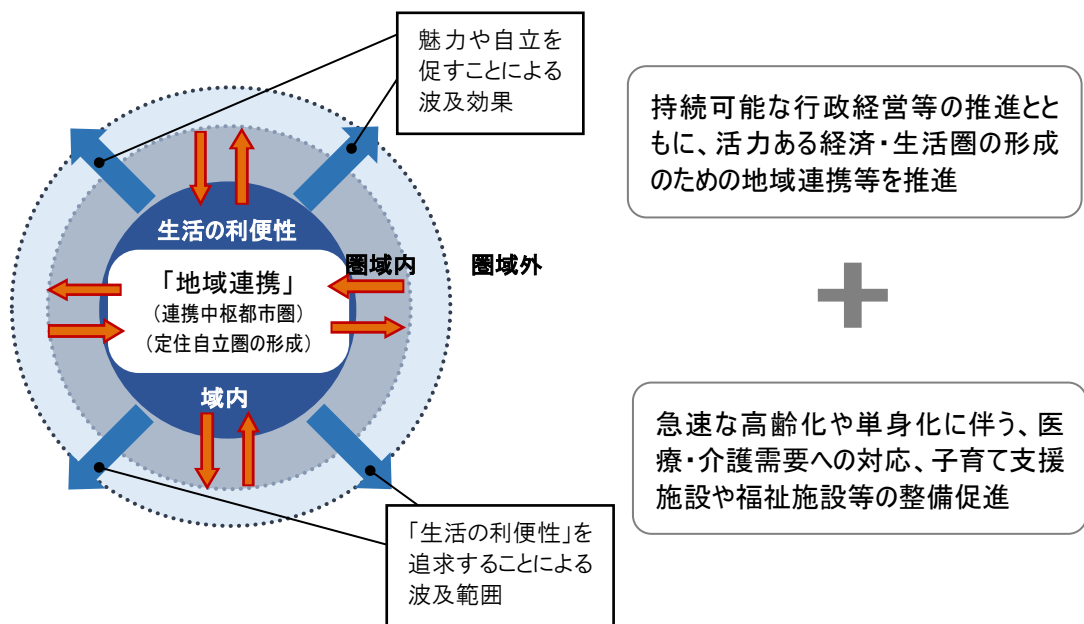 魅力や自立を
促すことによる
波及効果
生活の利便性
「地域連携」
（連携中枢都市圏）
（定住自立圏の形成）
域内
圏域内
圏域外
「生活の利便性」を
追求することによる
波及範囲
持続可能な行政経営等の推進とと
もに、活力ある経済・生活圏の形成
のための地域連携等を推進
急速な高齢化や単身化に伴う、医
療・介護需要への対応、子育て支援
施設や福祉施設等の整備促進